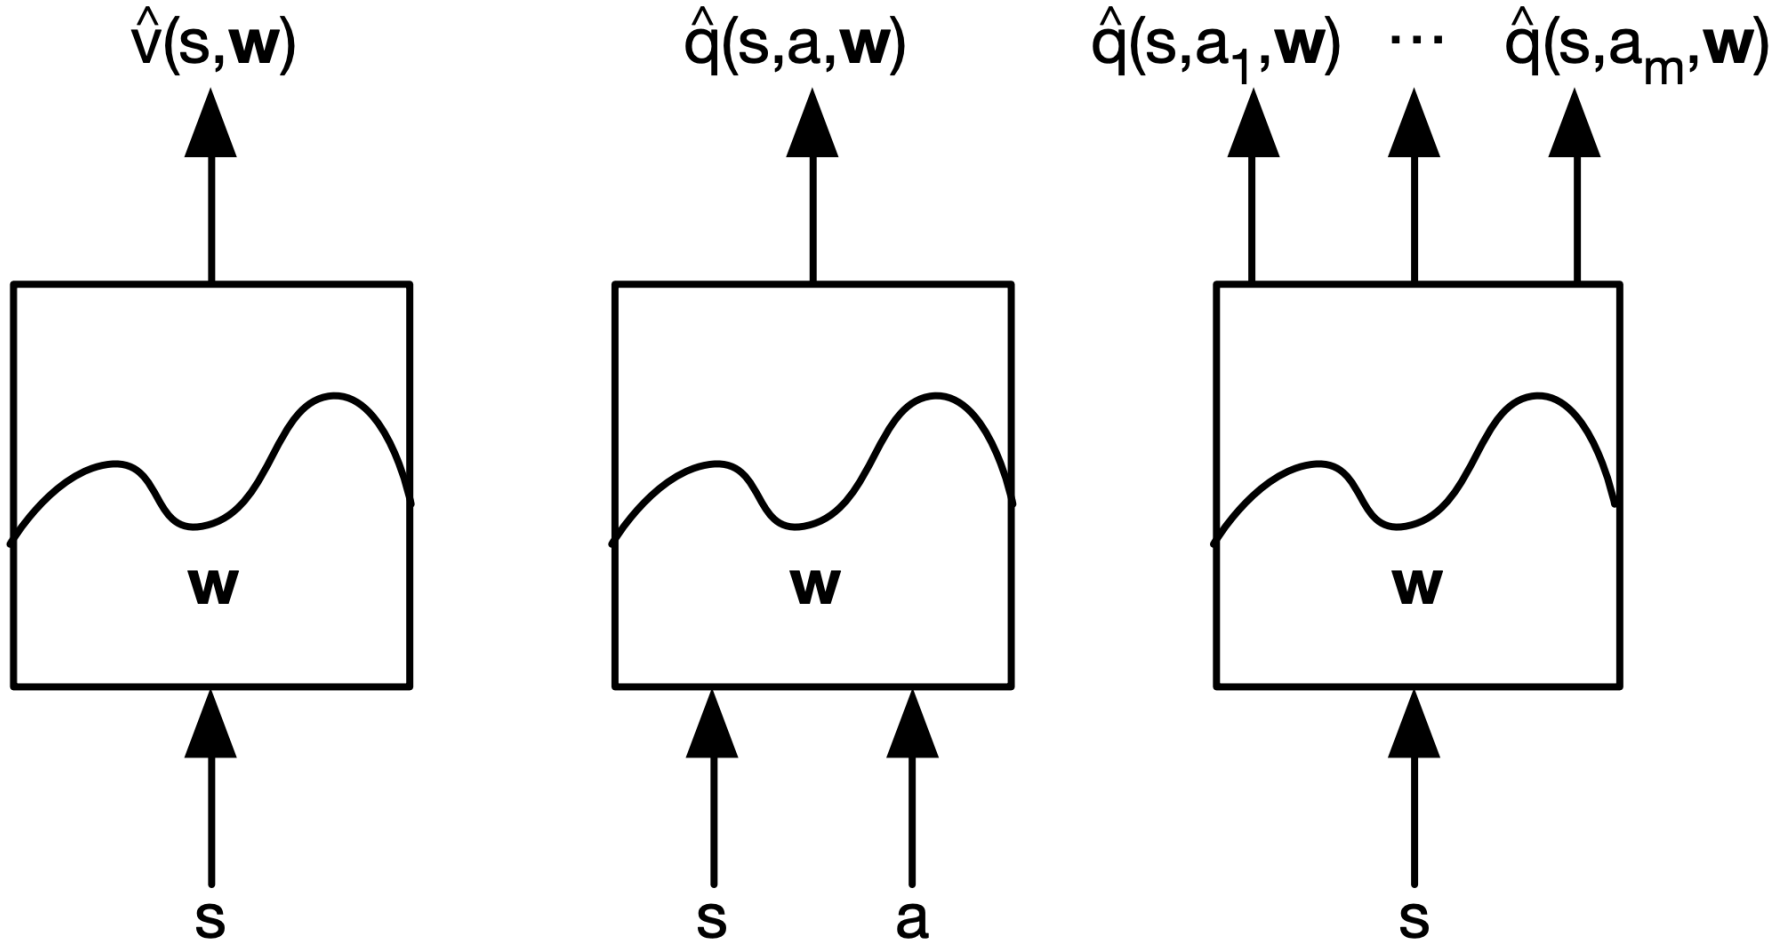 v̂(s,w) q̂(s,a,w) q̂(s,a₁,w) ··· q̂(s,aₘ,w)
w w w
s s a s